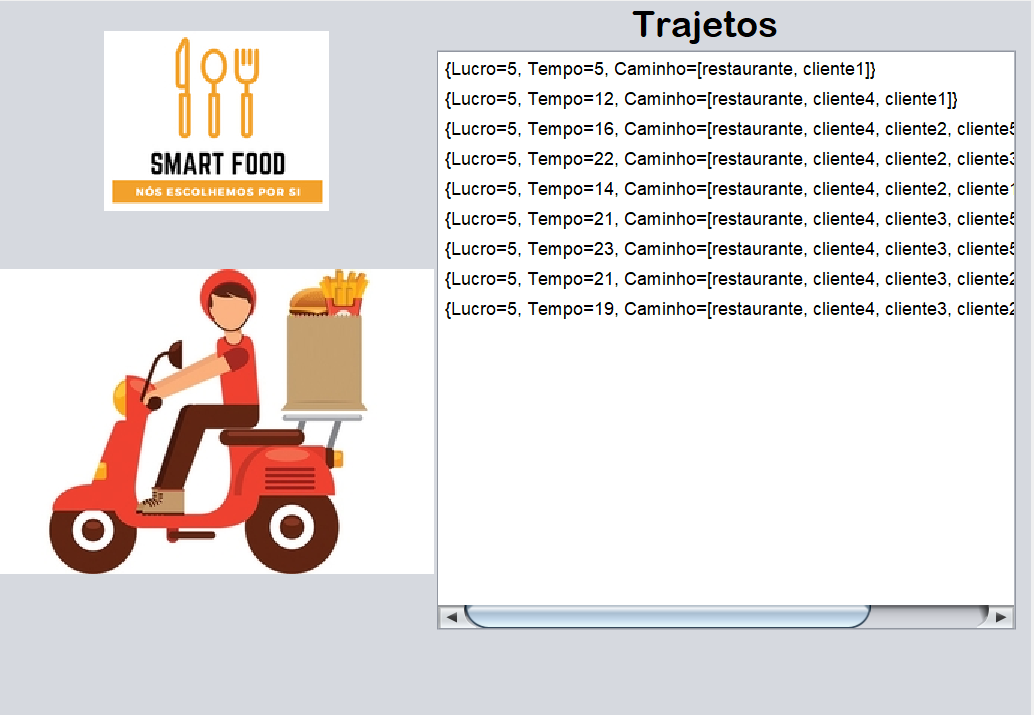 SMART FOOD
NÓS ESCOLHEMOS POR SI
Trajetos
{Lucro=5, Tempo=5, Caminho=[restaurante, cliente1]}
{Lucro=5, Tempo=12, Caminho=[restaurante, cliente4, cliente1]}
{Lucro=5, Tempo=16, Caminho=[restaurante, cliente4, cliente2, cliente5
{Lucro=5, Tempo=22, Caminho=[restaurante, cliente4, cliente2, cliente3
{Lucro=5, Tempo=14, Caminho=[restaurante, cliente4, cliente2, cliente1
{Lucro=5, Tempo=21, Caminho=[restaurante, cliente4, cliente3, cliente5
{Lucro=5, Tempo=23, Caminho=[restaurante, cliente4, cliente3, cliente5
{Lucro=5, Tempo=21, Caminho=[restaurante, cliente4, cliente3, cliente2
{Lucro=5, Tempo=19, Caminho=[restaurante, cliente4, cliente3, cliente2